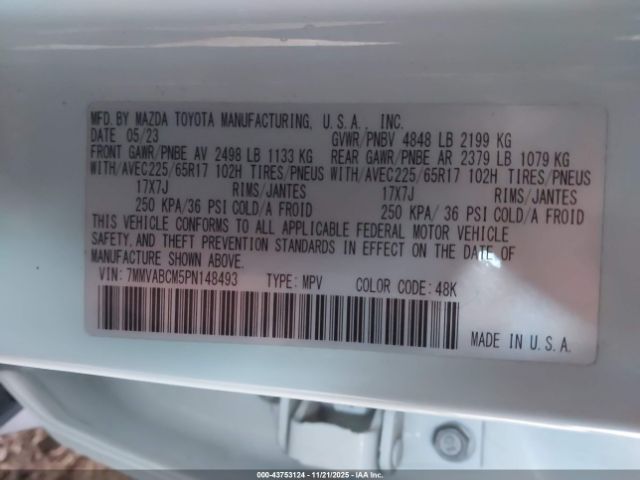 MFD. BY MAZDA TOYOTA MANUFACTURING, U.S.A., INC.
DATE 05/23 GVWR/PNBV 4848 LB 2199 KG
FRONT GAWR/PNBE AV 2498 LB 1133 KG REAR GAWR/PNBE AR 2379 LB 1079 KG
WITH/AVEC225/65R17 102H TIRES/PNEUS WITH/AVEC225/65R17 102H TIRES/PNEUS
17X7J RIMS/JANTES 17X7J RIMS/JANTES
250 KPA/36 PSI COLD/A FROID 250 KPA/36 PSI COLD/A FROID
THIS VEHICLE CONFORMS TO ALL APPLICABLE FEDERAL MOTOR VEHICLE
SAFETY, AND THEFT PREVENTION STANDARDS IN EFFECT ON THE DATE OF
MANUFACTURE SHOWN ABOVE.
VIN: 7MMVABCM5PN148493 TYPE: MPV COLOR CODE: 48K
MADE IN U.S.A.
000-43753124 - 11/21/2025 - IAAI.com